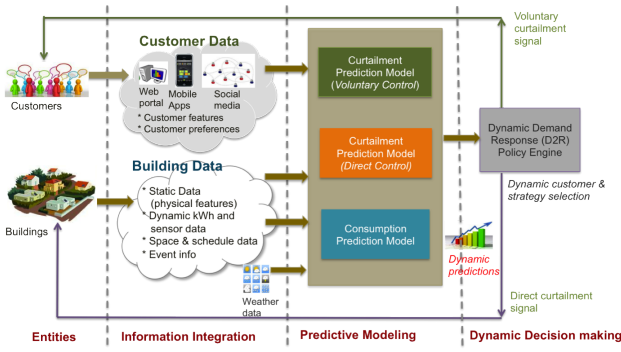 Voluntary
curtailment
signal
Customer Data
Web
portal
Mobile
Apps
Social
media
* Customer features
* Customer preferences
Customers
Curtailment
Prediction Model
(Voluntary Control)
Curtailment
Prediction Model
(Direct Control)
Consumption
Prediction Model
Dynamic Demand
Response (D2R)
Policy Engine
Dynamic customer &
strategy selection
Building Data
* Static Data
(physical features)
* Dynamic kWh and
sensor data
* Space & schedule data
* Event info
Buildings
Weather
data
Dynamic
predictions
Direct curtailment
signal
Entities
Information Integration
Predictive Modeling
Dynamic Decision making